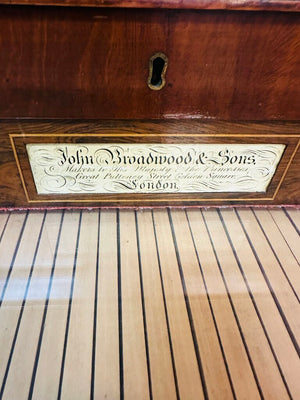 John Broadwood & Sons,
Makers to His Majesty & The Princesses
Great Pulteney Street Golden Square
London